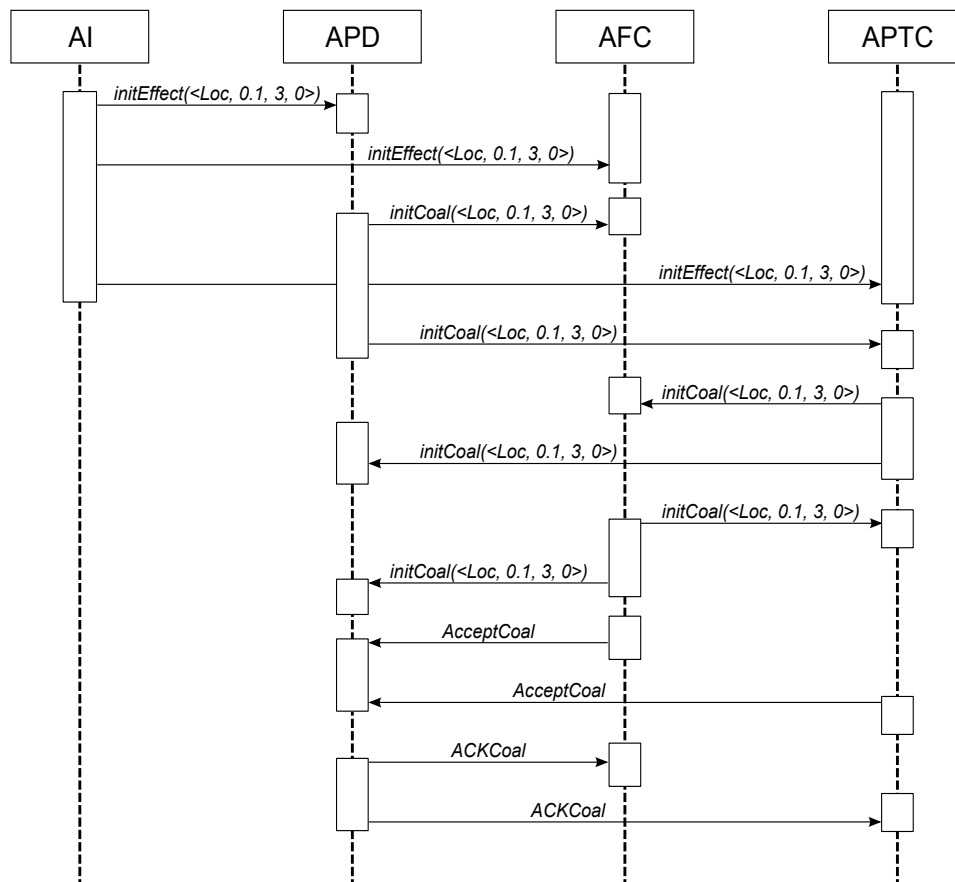 AI
APD
AFC
APTC
initEffect(<Loc, 0.1, 3, 0>)
initEffect(<Loc, 0.1, 3, 0>)
initCoal(<Loc, 0.1, 3, 0>)
initEffect(<Loc, 0.1, 3, 0>)
initCoal(<Loc, 0.1, 3, 0>)
initCoal(<Loc, 0.1, 3, 0>)
initCoal(<Loc, 0.1, 3, 0>)
initCoal(<Loc, 0.1, 3, 0>)
initCoal(<Loc, 0.1, 3, 0>)
AcceptCoal
AcceptCoal
ACKCoal
ACKCoal